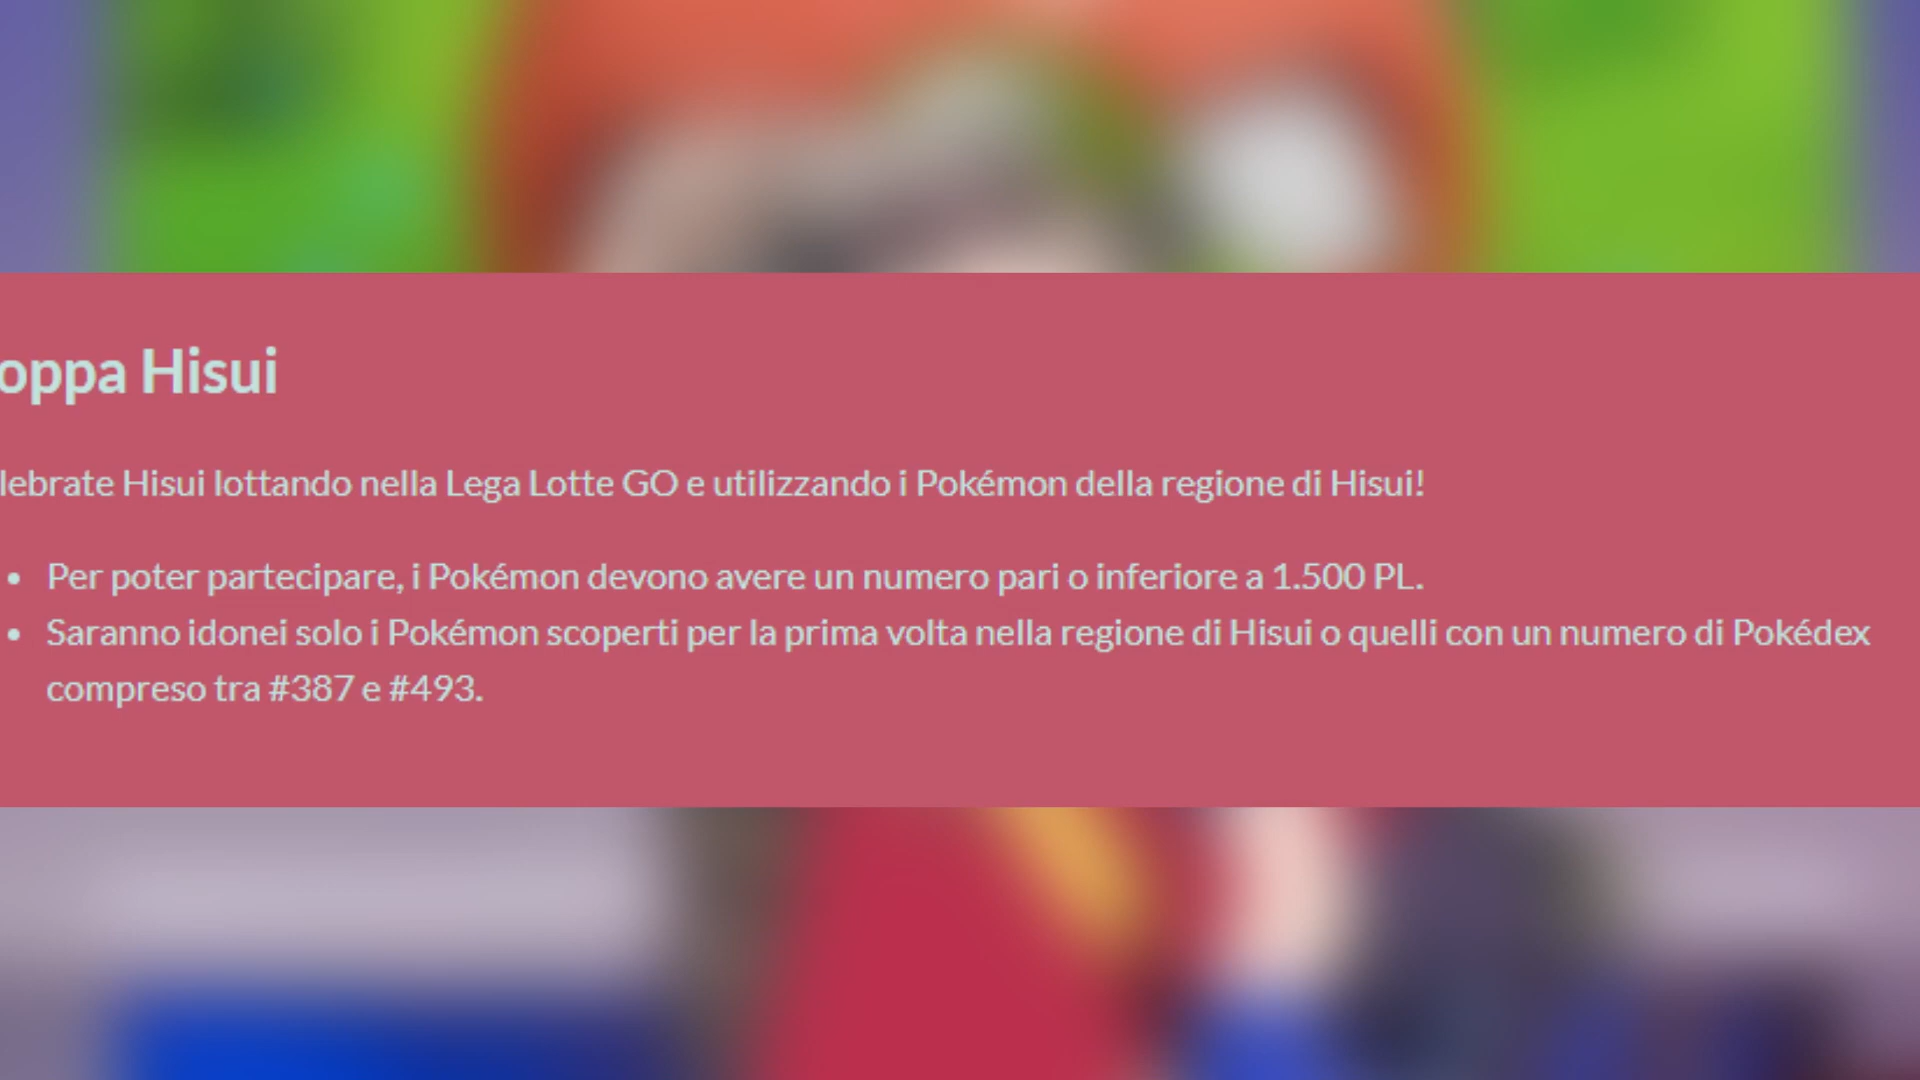 oppa Hisui
lebrate Hisui lottando nella Lega Lotte GO e utilizzando i Pokémon della regione di Hisui!
• Per poter partecipare, i Pokémon devono avere un numero pari o inferiore a 1.500 PL.
• Saranno idonei solo i Pokémon scoperti per la prima volta nella regione di Hisui o quelli con un numero di Pokédex
compreso tra #387 e #493.